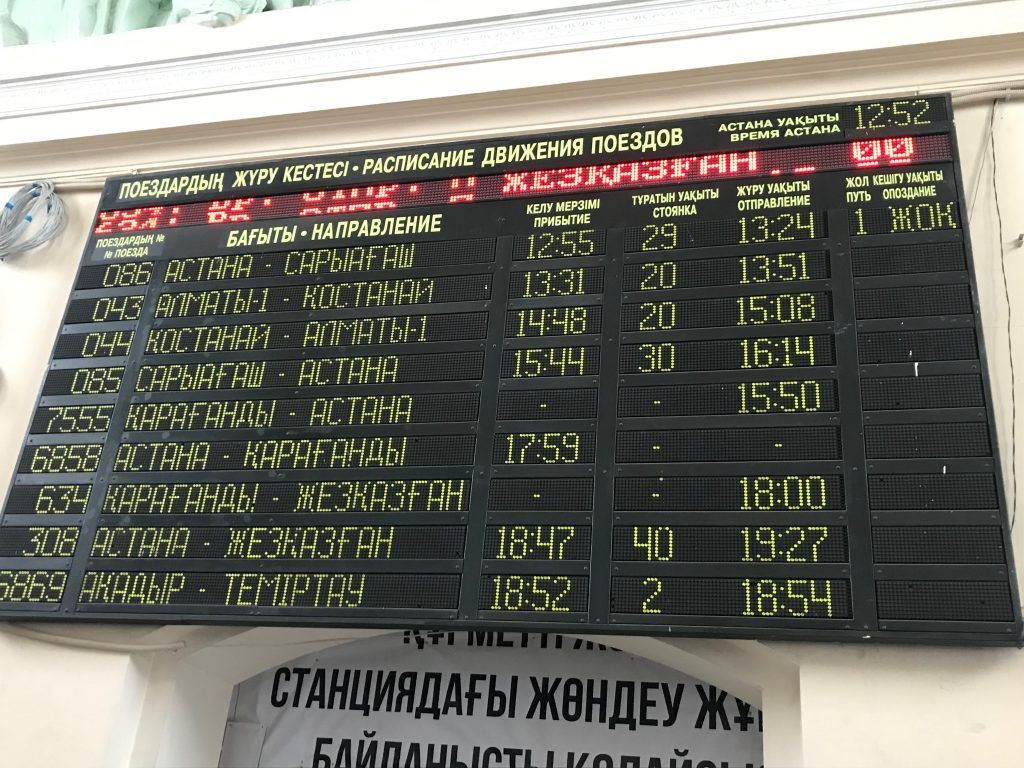 ПОЕЗДАРДЫҢ ЖҮРУ КЕСТЕСІ • РАСПИСАНИЕ ДВИЖЕНИЯ ПОЕЗДОВ
АСТАНА УАҚЫТЫ
ВРЕМЯ АСТАНА
12:52
ЖЕЗҚАЗҒАН 00
ПОЕЗДАРДЫҢ №
№ ПОЕЗДА
БАҒЫТЫ • НАПРАВЛЕНИЕ
КЕЛУ МЕРЗІМІ
ПРИБЫТИЕ
ТҰРАТЫН УАҚЫТЫ
СТОЯНКА
ЖҮРУ УАҚЫТЫ
ОТПРАВЛЕНИЕ
ЖОЛ КЕШІГУ УАҚЫТЫ
ПУТЬ ОПОЗДАНИЕ
086 АСТАНА - САРЫАҒАШ 12:55 29 13:24 1 ЖОҚ
043 АЛМАТЫ-1 - ҚОСТАНАЙ 13:31 20 13:51
044 ҚОСТАНАЙ - АЛМАТЫ-1 14:48 20 15:08
085 САРЫАҒАШ - АСТАНА 15:44 30 16:14
7555 ҚАРАҒАНДЫ - АСТАНА - - 15:50
6858 АСТАНА - ҚАРАҒАНДЫ 17:59 - -
634 ҚАРАҒАНДЫ - ЖЕЗҚАЗҒАН - - 18:00
308 АСТАНА - ЖЕЗҚАЗҒАН 18:47 40 19:27
6869 АҚАДЫР - ТЕМІРТАУ 18:52 2 18:54
СТАНЦИЯДАҒЫ ЖӨНДЕУ
БАЙЛАНЫСТЫ